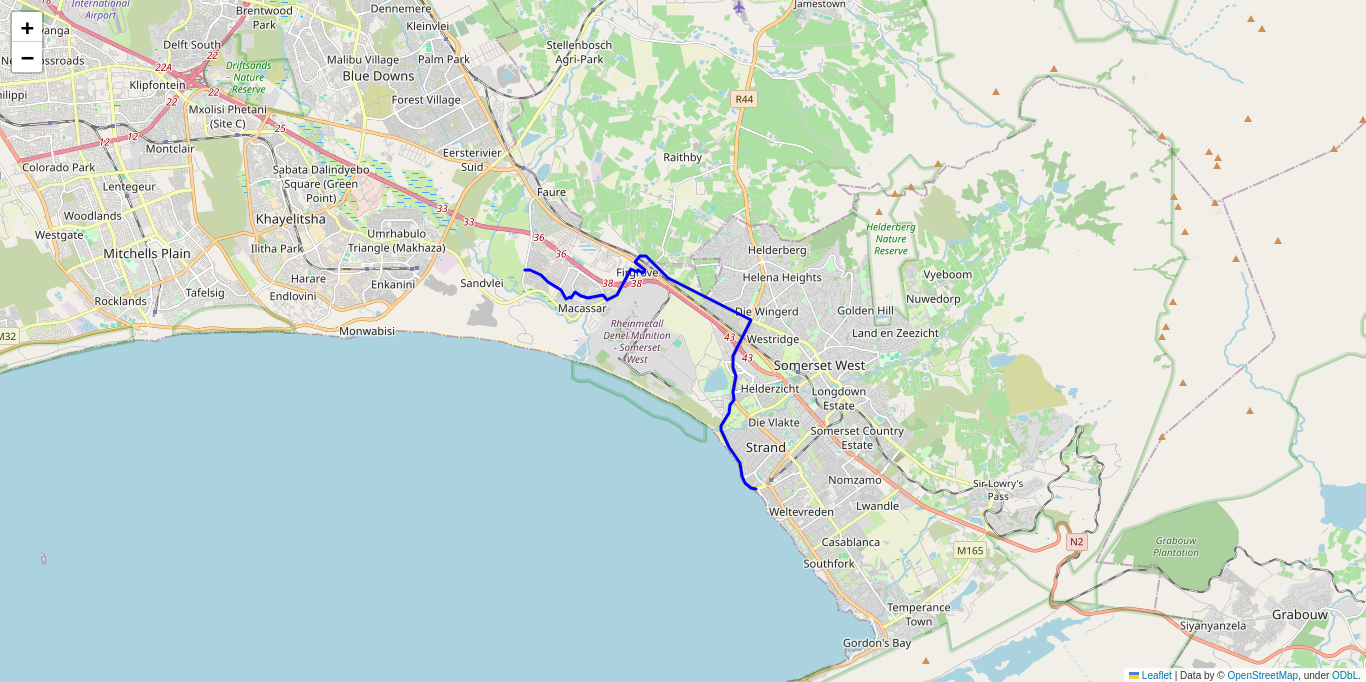 International
Airport
Brentwood
Park
Dennemere
Kleinvlei
Jamestown
+
−
Delft South
22
22A
22
22
Klipfontein
Driftsands
Nature
Reserve
Malibu Village
Blue Downs
Palm Park
Stellenbosch
Agri-Park
Forest Village
R44
Mxolisi Phetani
(Site C)
25
12
12
Montclair
Eersterivier
Suid
Raithby
Colorado Park
Lentegeur
Sabata Dalindyebo
Square (Green
Point)
Faure
Woodlands
Khayelitsha
33
33
Westgate
Umrhabulo
Triangle (Makhaza)
Ilitha Park
Mitchells Plain
36
36
Helderberg
Nature
Reserve
Helderberg
Harare
Enkanini
Sandvlei
Firgrove
38
38
Helena Heights
Vyeboom
Tafelsig
Endlovini
Rocklands
Macassar
Nuwedorp
Die Wingerd
Golden Hill
M32
Monwabisi
Rheinmetall
Denel Munition
- Somerset
West
Land en Zeezicht
43
Westridge
43
Somerset West
Helderzicht
Longdown
Estate
Die Vlakte
Somerset Country
Estate
Strand
Nomzamo
Sir Lowry's
Pass
Lwandle
Weltevreden
Casablanca
N2
Grabouw
Plantation
M165
Southfork
Temperance
Town
Grabouw
Siyanyanzela
Gordon's Bay
Leaflet | Data by © OpenStreetMap, under ODbL.